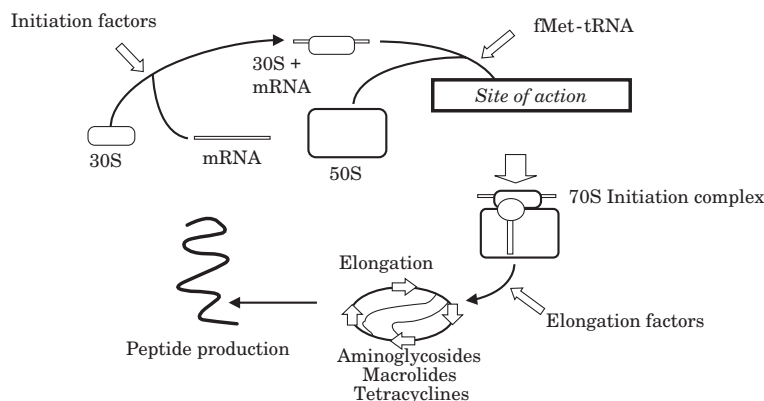 Initiation factors
fMet-tRNA
30S +
mRNA
Site of action
30S
mRNA
50S
70S Initiation complex
Elongation
Elongation factors
Peptide production
Aminoglycosides
Macrolides
Tetracyclines